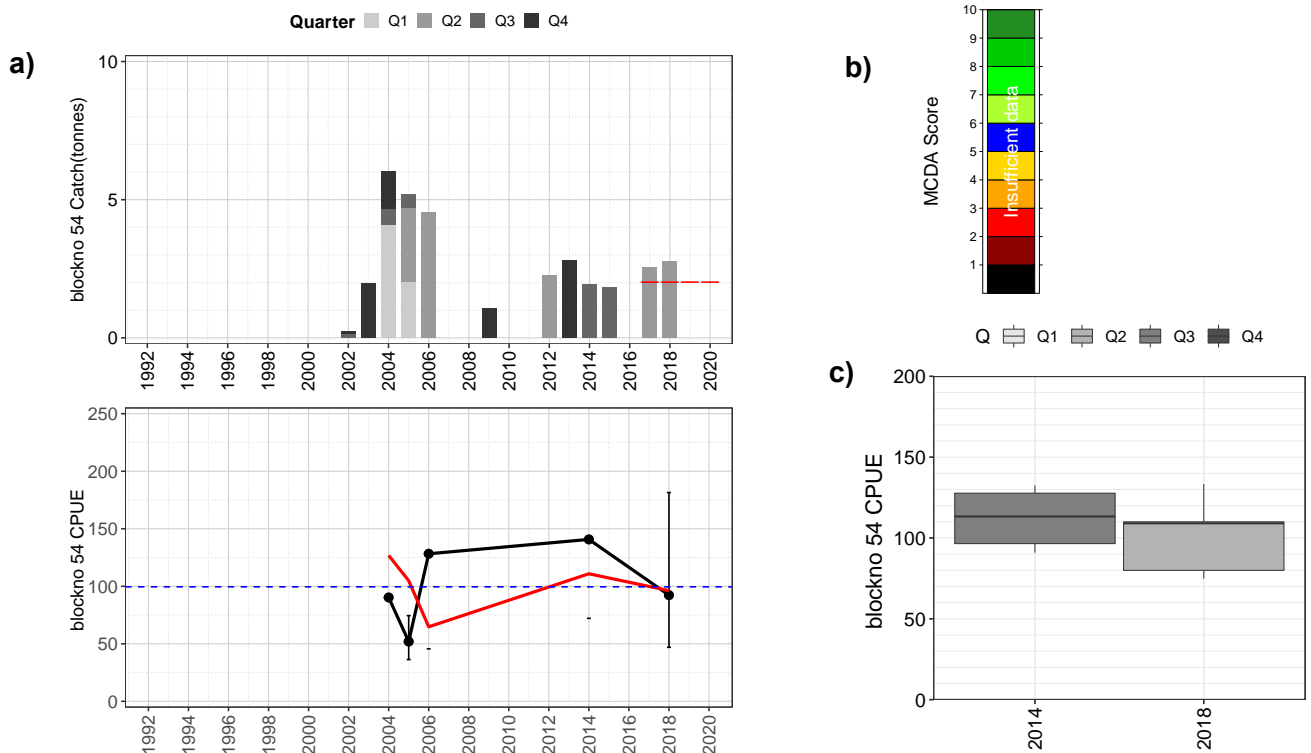 Quarter Q1 Q2 Q3 Q4
a)
blockno 54 Catch(tonnes)
10
5
0
1992 1994 1996 1998 2000 2002 2004 2006 2008 2010 2012 2014 2016 2018 2020
blockno 54 CPUE
250
200
150
100
50
0
1992 1994 1996 1998 2000 2002 2004 2006 2008 2010 2012 2014 2016 2018 2020
b)
MCDA Score
10
9
8
7
6
5
4
3
2
1
Insufficient data
Q Q1 Q2 Q3 Q4
c)
blockno 54 CPUE
200
150
100
50
0
2014 2018